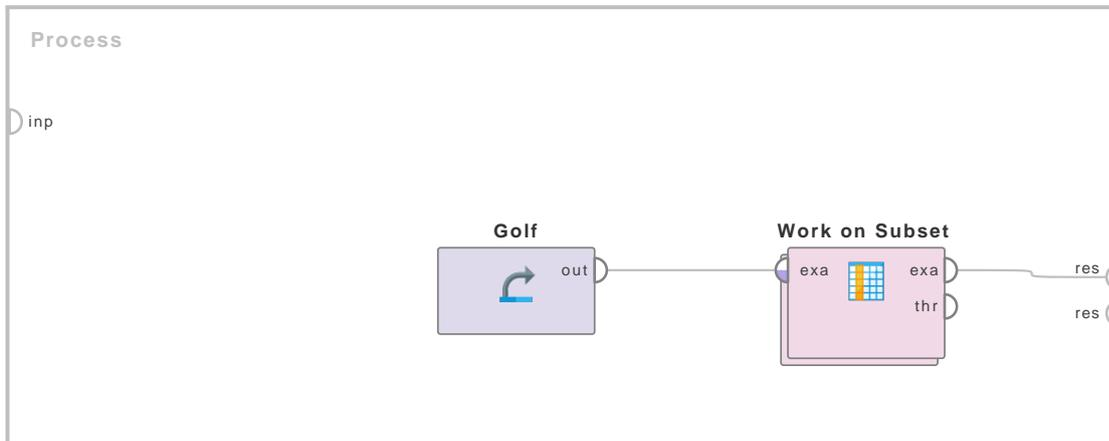 Process
inp
Golf
out
Work on Subset
exa
exa
thr
res
res